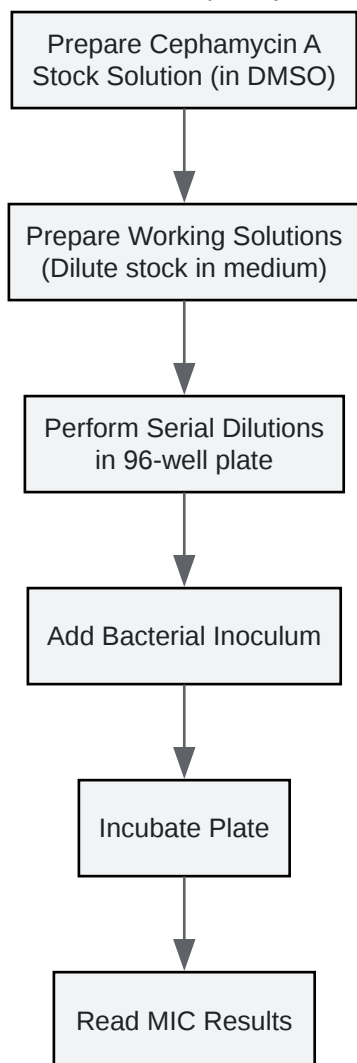 Prepare Cephamycin A
Stock Solution (in DMSO)
Prepare Working Solutions
(Dilute stock in medium)
Perform Serial Dilutions
in 96-well plate
Add Bacterial Inoculum
Incubate Plate
Read MIC Results